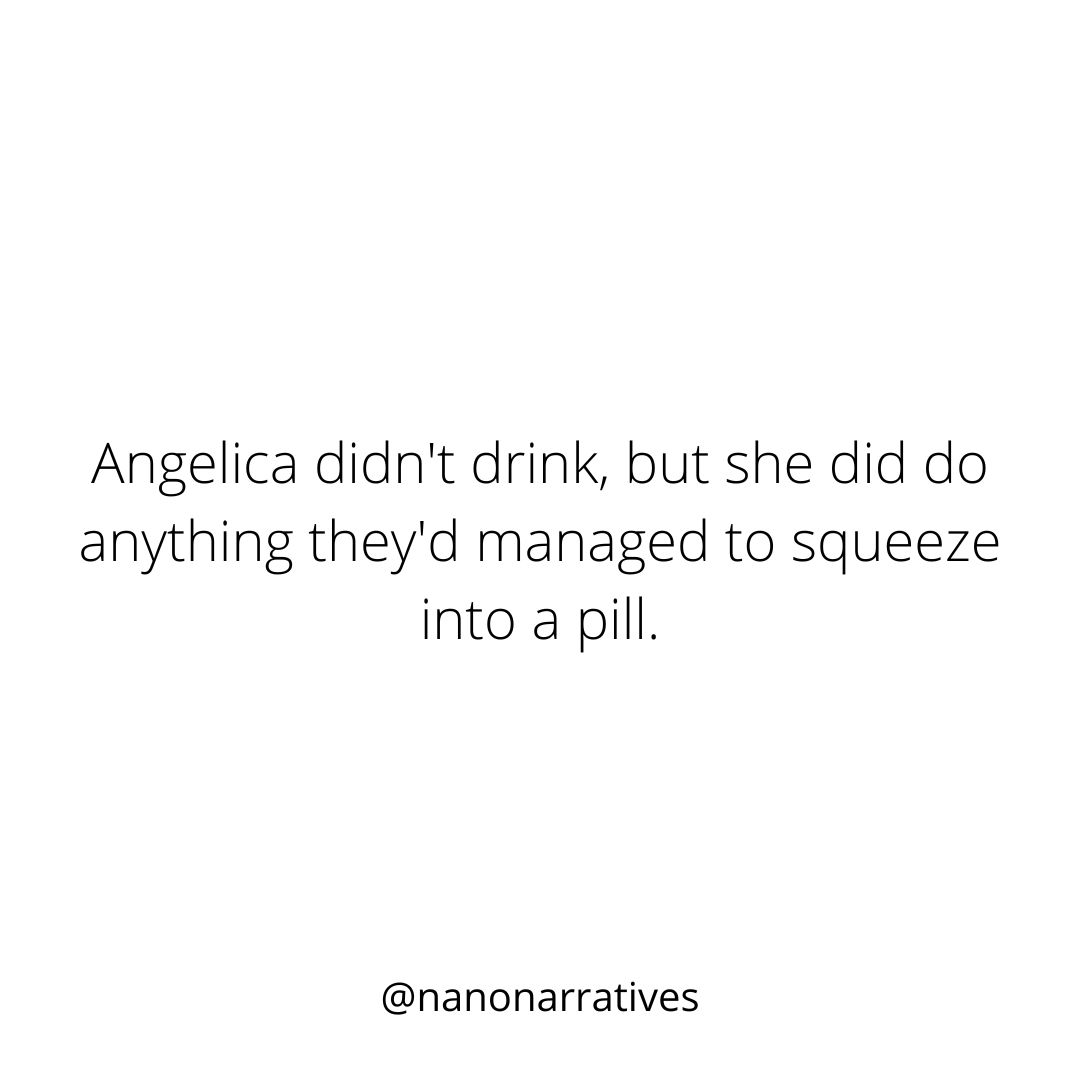 Angelica didn't drink, but she did do
anything they'd managed to squeeze
into a pill.
@nanonarratives